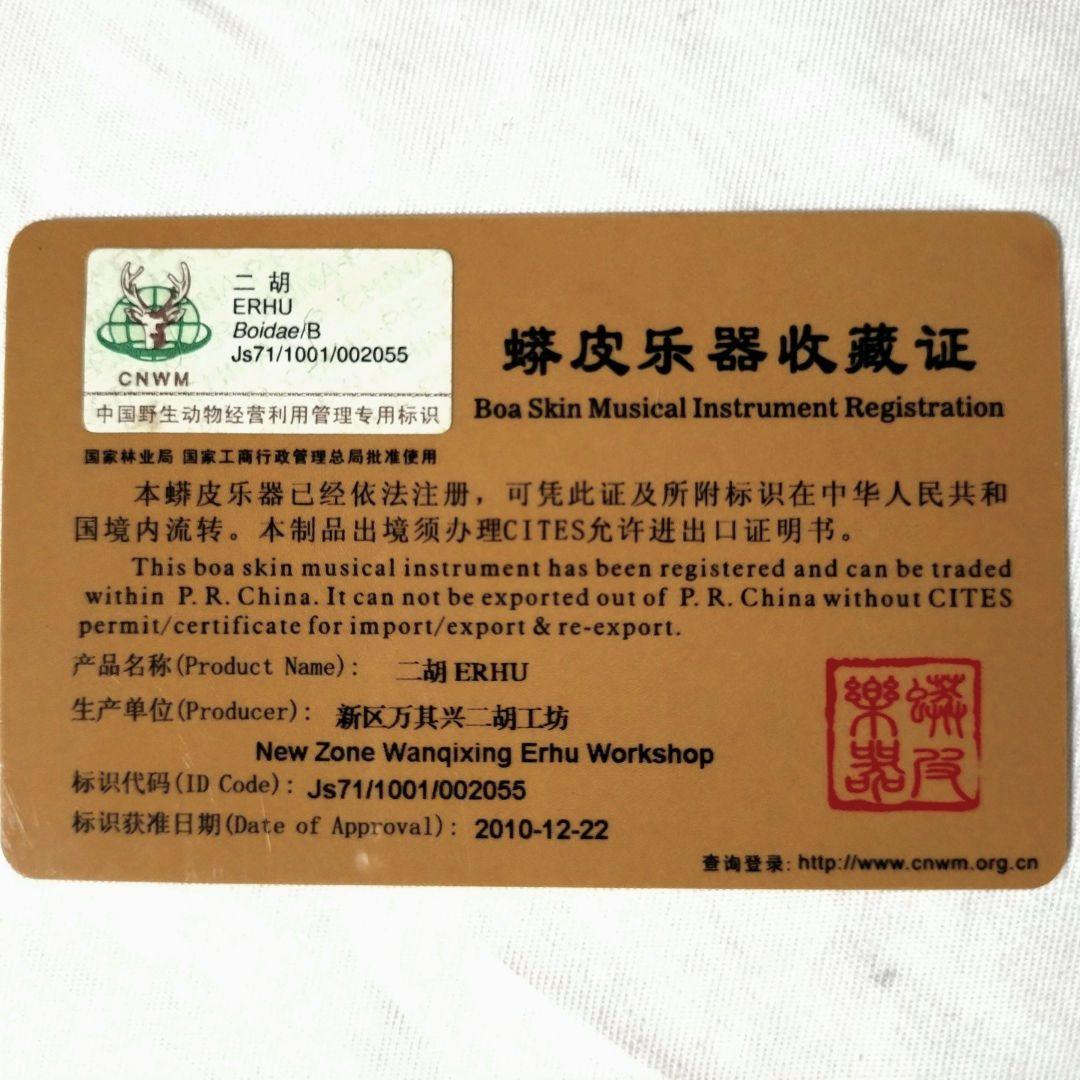 二胡
ERHU
Boidae/B
Js71/1001/002055
CNWM
中国野生动物经营利用管理专用标识
国家林业局 国家工商行政管理总局批准使用
蟒皮乐器收藏证
Boa Skin Musical Instrument Registration
本蟒皮乐器已经依法注册，可凭此证及所附标识在中华人民共和
国境内流转。本制品出境须办理CITES允许进出口证明书。
This boa skin musical instrument has been registered and can be traded
within P. R. China. It can not be exported out of P. R. China without CITES
permit/certificate for import/export & re-export.
产品名称(Product Name): 二胡 ERHU
生产单位(Producer): 新区万其兴二胡工坊
New Zone Wanqixing Erhu Workshop
标识代码(ID Code): Js71/1001/002055
标识获准日期(Date of Approval): 2010-12-22
蟒皮
樂器
查询登录: http://www.cnwm.org.cn